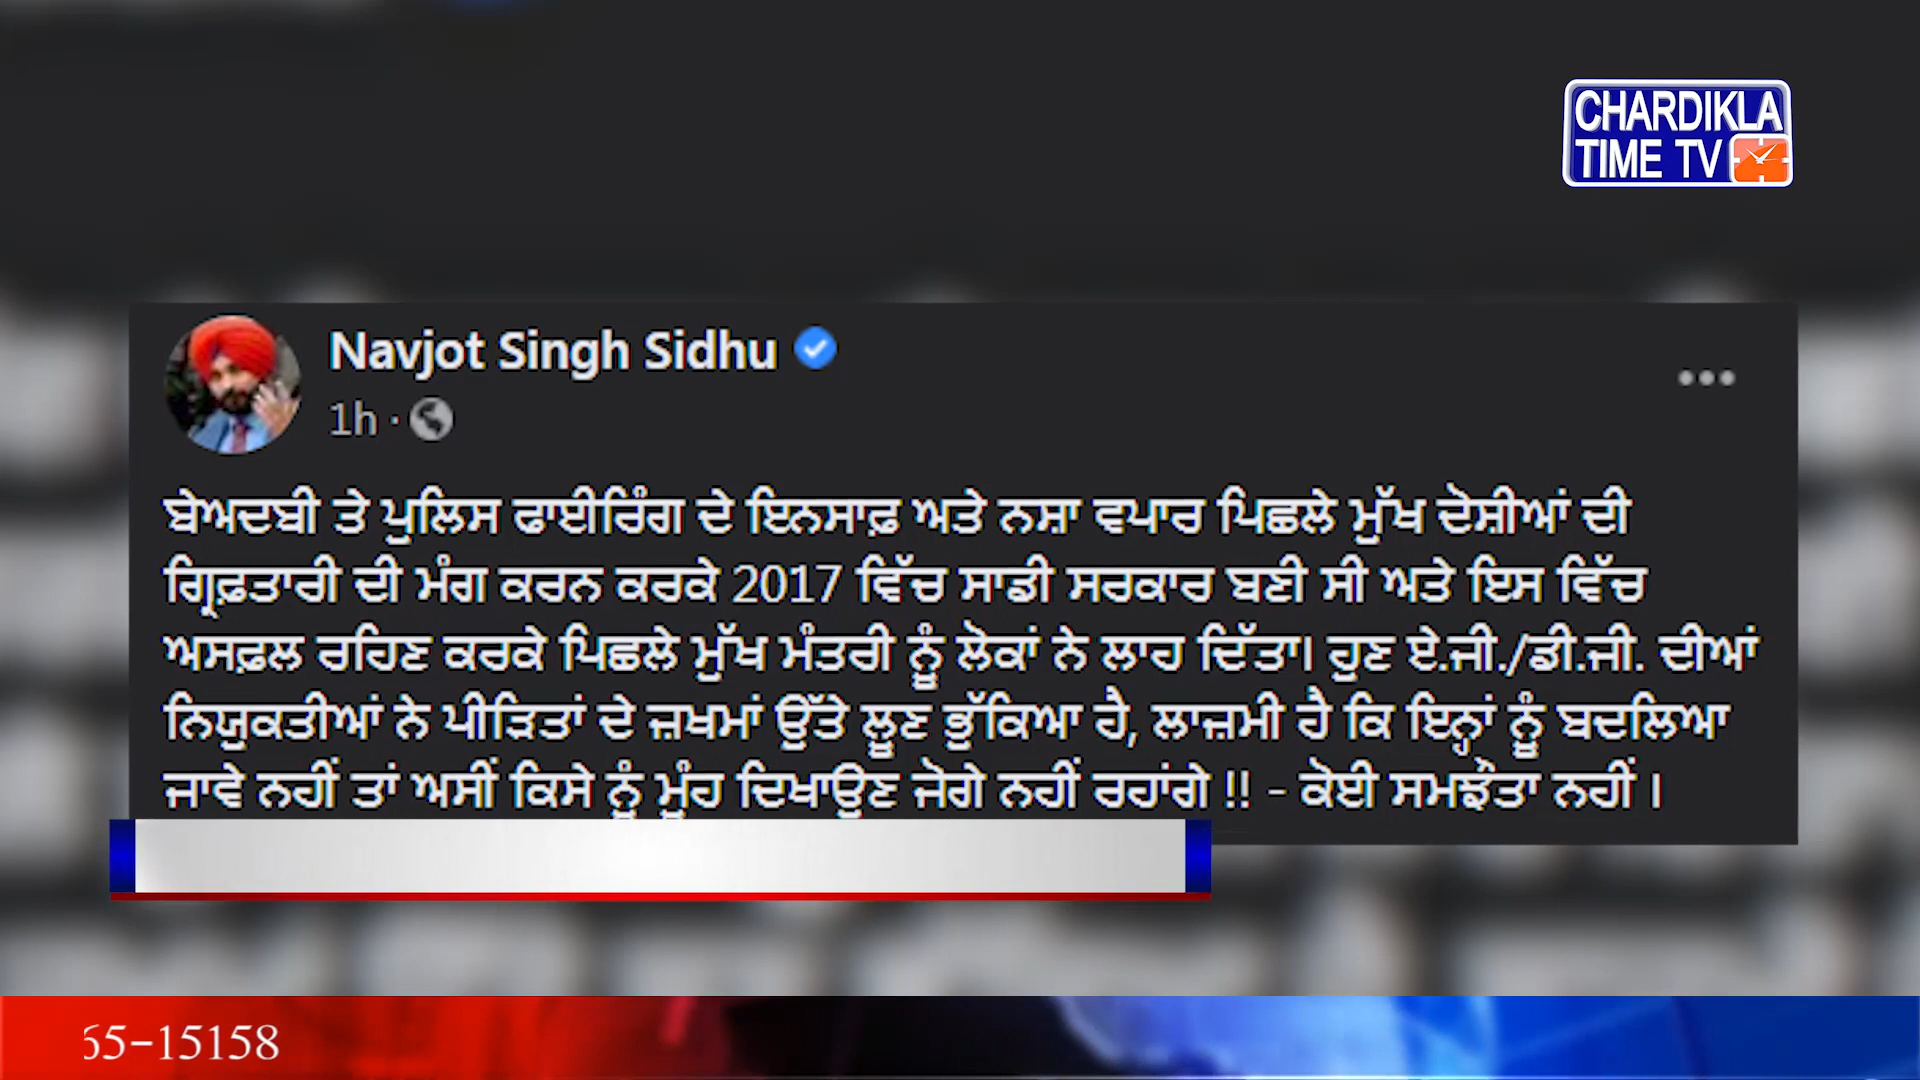 CHARDIKLA
TIME TV
Navjot Singh Sidhu
1h ·
ਬੇਅਦਬੀ ਤੇ ਪੁਲਿਸ ਫਾਈਰਿੰਗ ਦੇ ਇਨਸਾਫ਼ ਅਤੇ ਨਸ਼ਾ ਵਪਾਰ ਪਿਛਲੇ ਮੁੱਖ ਦੋਸ਼ੀਆਂ ਦੀ
ਗ੍ਰਿਫ਼ਤਾਰੀ ਦੀ ਮੰਗ ਕਰਨ ਕਰਕੇ 2017 ਵਿੱਚ ਸਾਡੀ ਸਰਕਾਰ ਬਣੀ ਸੀ ਅਤੇ ਇਸ ਵਿੱਚ
ਅਸਫ਼ਲ ਰਹਿਣ ਕਰਕੇ ਪਿਛਲੇ ਮੁੱਖ ਮੰਤਰੀ ਨੂੰ ਲੋਕਾਂ ਨੇ ਲਾਹ ਦਿੱਤਾ। ਹੁਣ ਏ.ਜੀ./ਡੀ.ਜੀ. ਦੀਆਂ
ਨਿਯੁਕਤੀਆਂ ਨੇ ਪੀੜਿਤਾਂ ਦੇ ਜ਼ਖਮਾਂ ਉੱਤੇ ਲੂਣ ਭੁੱਕਿਆ ਹੈ, ਲਾਜ਼ਮੀ ਹੈ ਕਿ ਇਨ੍ਹਾਂ ਨੂੰ ਬਦਲਿਆ
ਜਾਵੇ ਨਹੀਂ ਤਾਂ ਅਸੀਂ ਕਿਸੇ ਨੂੰ ਮੂੰਹ ਦਿਖਾਉਣ ਜੋਗੇ ਨਹੀਂ ਰਹਾਂਗੇ !! - ਕੋਈ ਸਮਝੌਤਾ ਨਹੀਂ ।
65-15158